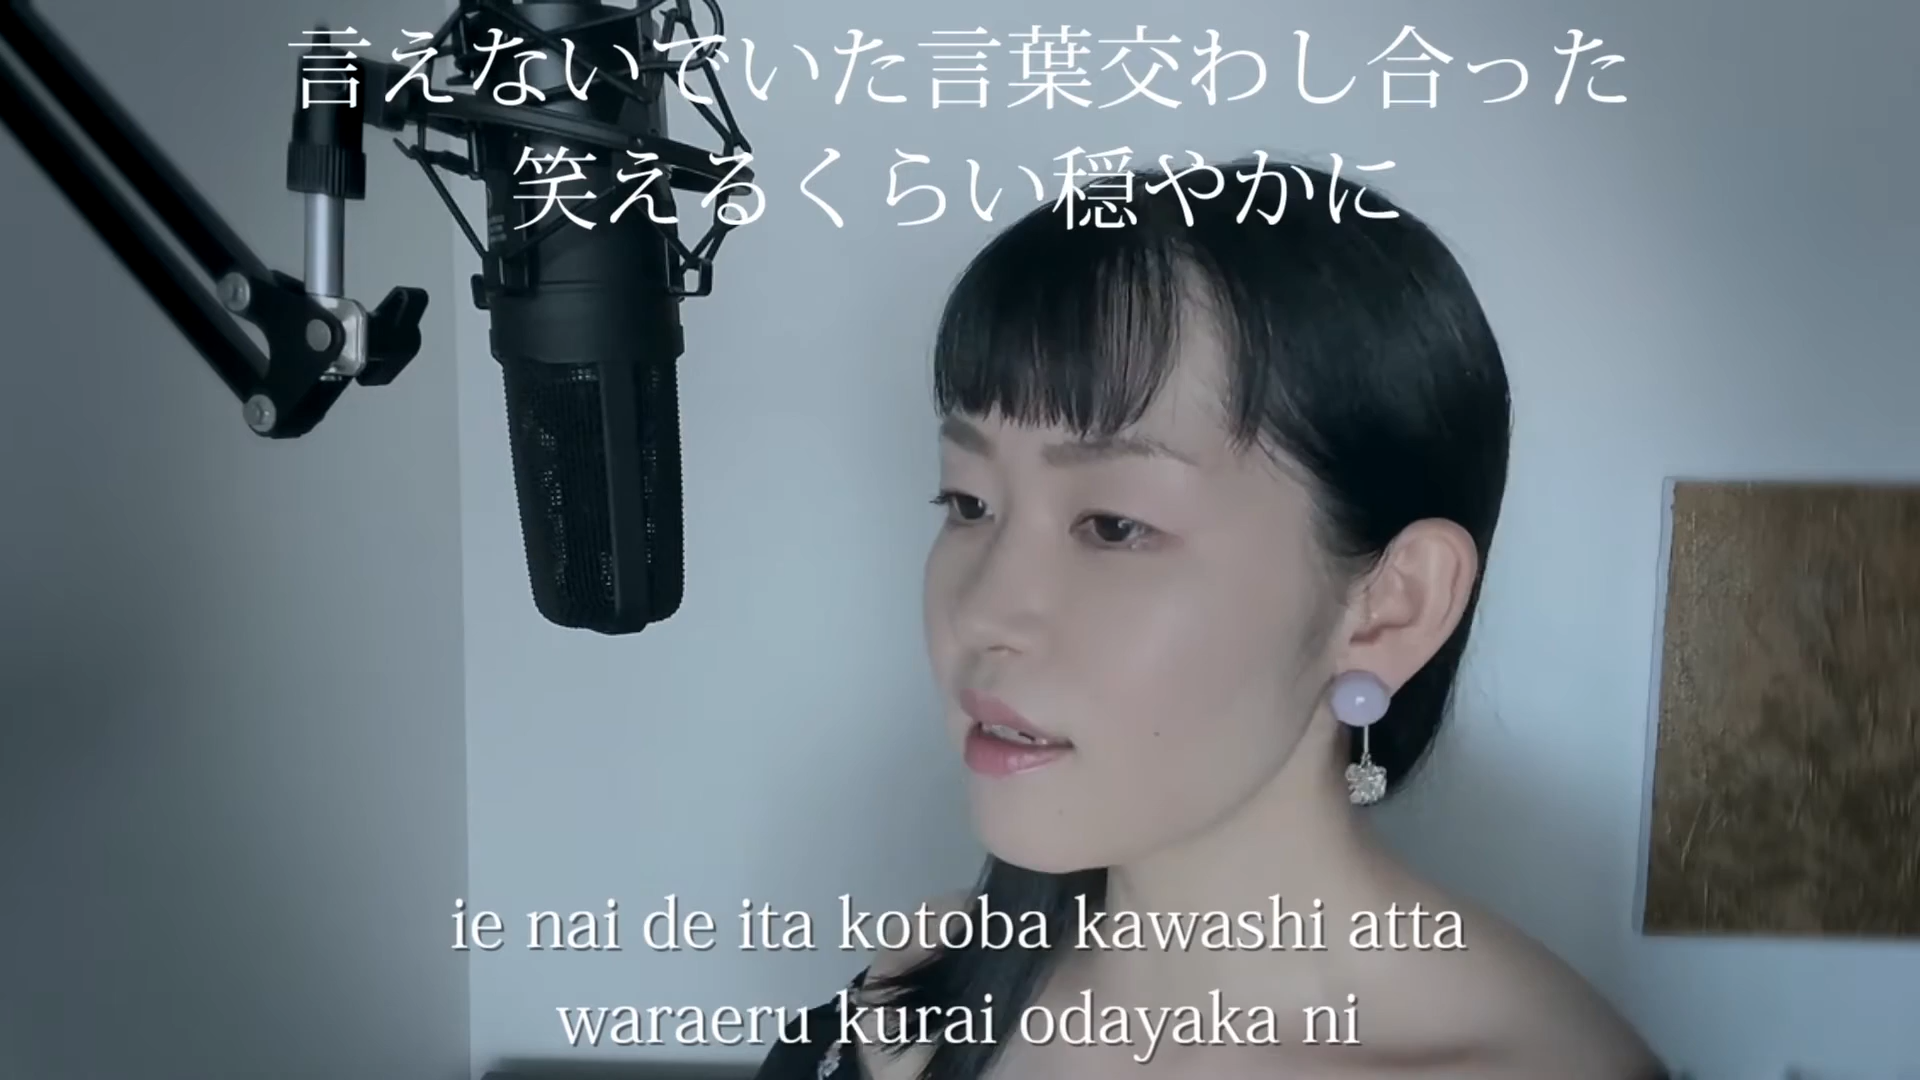 言えないでいた言葉交わし合った
笑えるくらい穏やかに
ie nai de ita kotoba kawashi atta
waraeru kurai odayaka ni